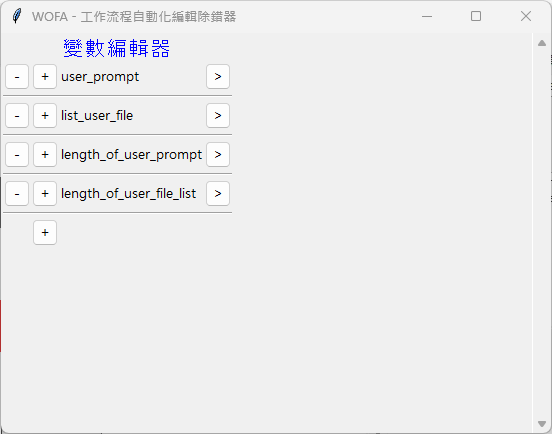 WOFA - 工作流程自動化編輯除錯器
變數編輯器
- + user_prompt >
- + list_user_file >
- + length_of_user_prompt >
- + length_of_user_file_list >
+